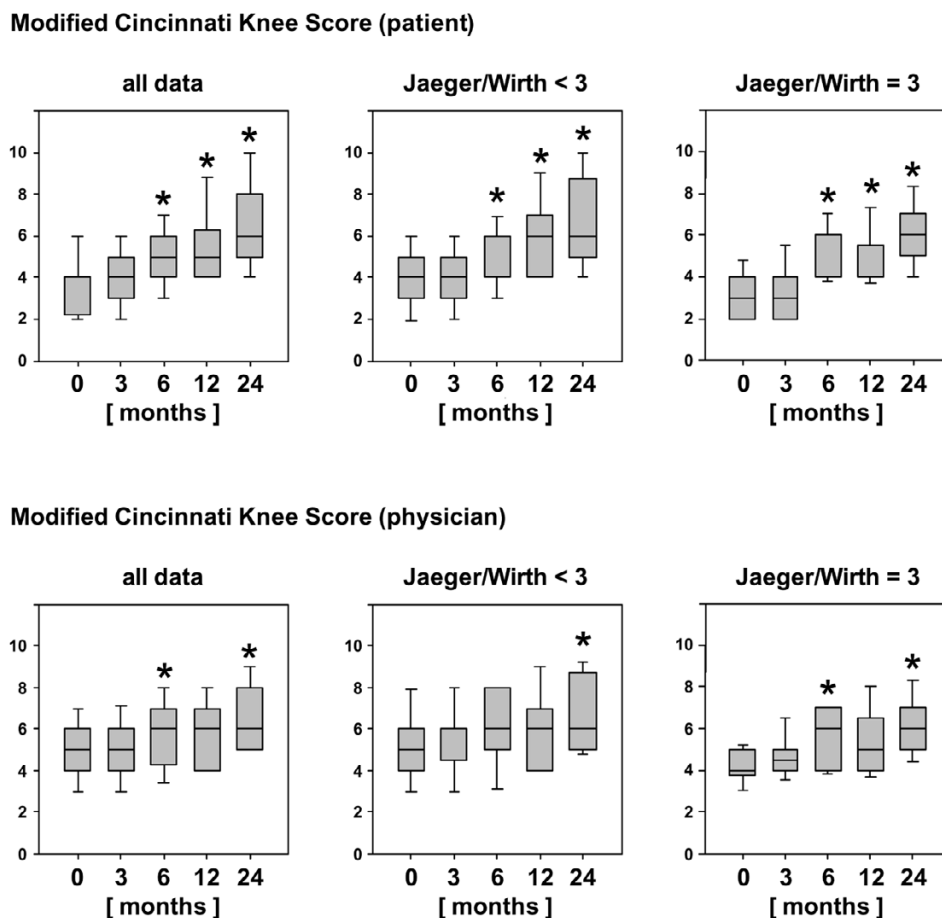 Modified Cincinnati Knee Score (patient)
all data
Jaeger/Wirth < 3
Jaeger/Wirth = 3
10
8
6
4
2
0
* * *
0 3 6 12 24
[ months ]
10
8
6
4
2
0
* * *
0 3 6 12 24
[ months ]
10
8
6
4
2
0
* * *
0 3 6 12 24
[ months ]
Modified Cincinnati Knee Score (physician)
all data
Jaeger/Wirth < 3
Jaeger/Wirth = 3
10
8
6
4
2
0
* *
0 3 6 12 24
[ months ]
10
8
6
4
2
0
*
0 3 6 12 24
[ months ]
10
8
6
4
2
0
* *
0 3 6 12 24
[ months ]